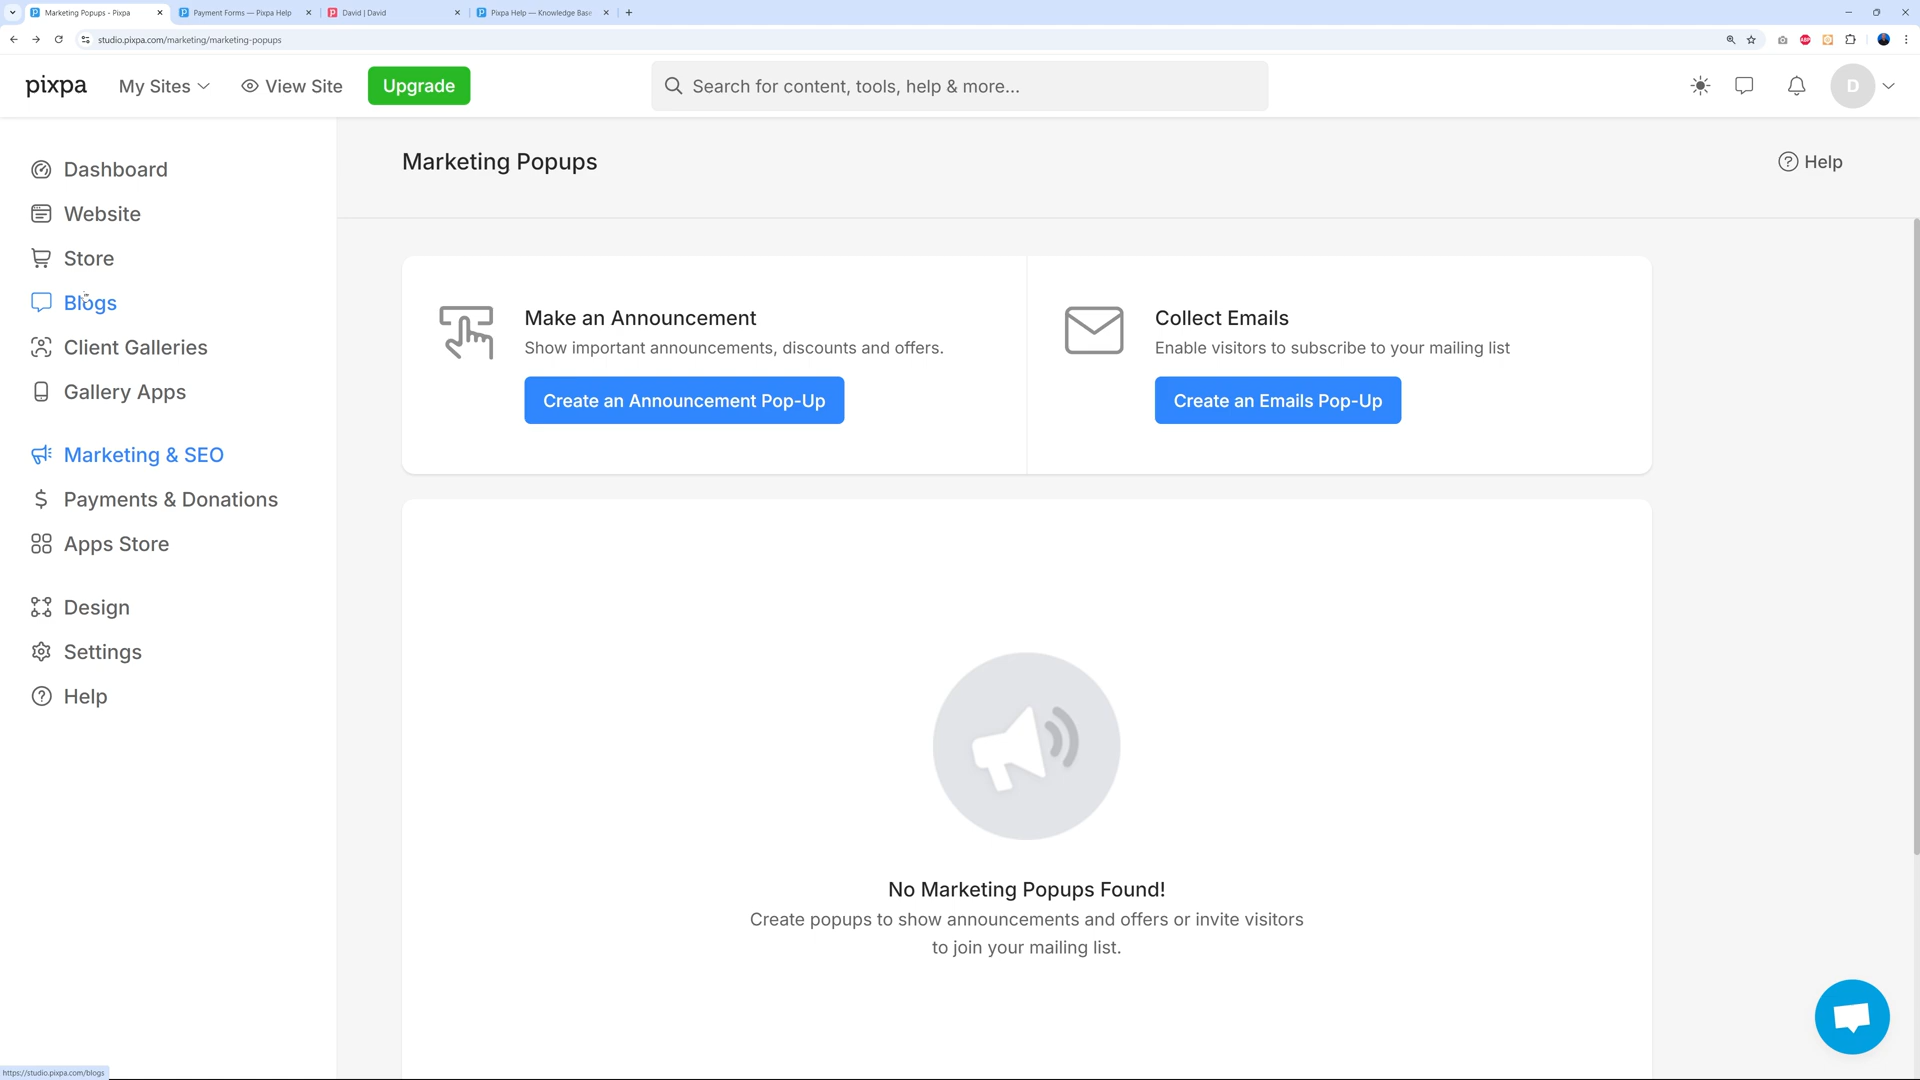 Marketing Popups - Pixpa
Payment Forms — Pixpa Help
David | David
Pixpa Help — Knowledge Base
studio.pixpa.com/marketing/marketing-popups
ABP
pixpa
My Sites
View Site
Upgrade
Search for content, tools, help & more...
D
Dashboard
Website
Store
Blogs
Client Galleries
Gallery Apps
Marketing & SEO
Payments & Donations
Apps Store
Design
Settings
Help
Marketing Popups
Help
Make an Announcement
Show important announcements, discounts and offers.
Create an Announcement Pop-Up
Collect Emails
Enable visitors to subscribe to your mailing list
Create an Emails Pop-Up
No Marketing Popups Found!
Create popups to show announcements and offers or invite visitors
to join your mailing list.
https://studio.pixpa.com/blogs